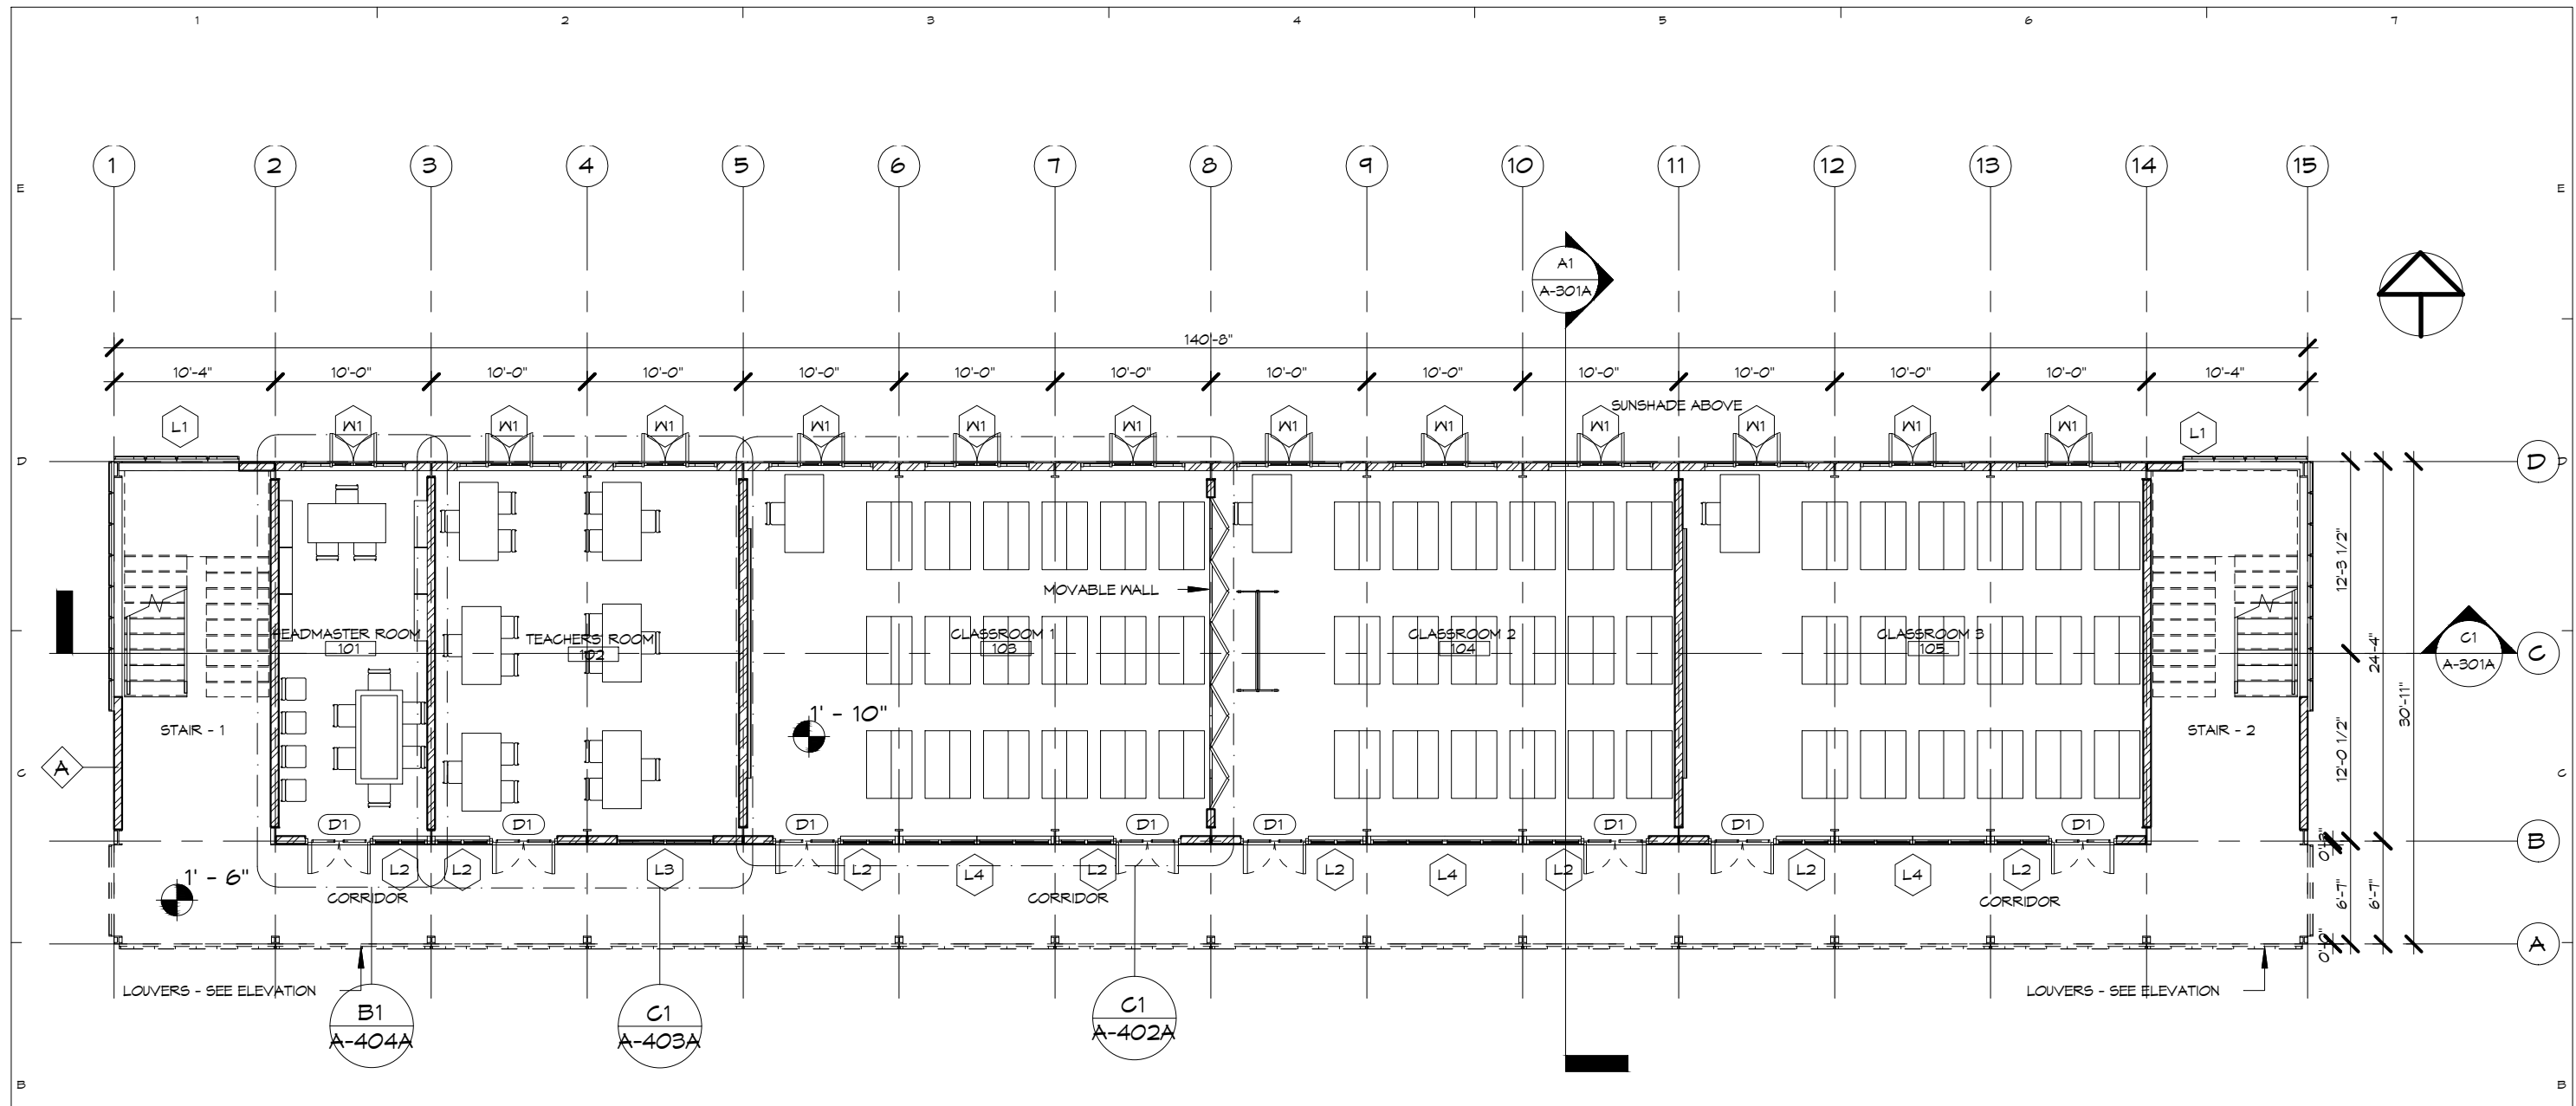 1 2 3 4 5 6 7
1 2 3 4 5 6 7 8 9 10 11 12 13 14 15
E E
A1
A-301A
140'-8"
10'-4" 10'-0" 10'-0" 10'-0" 10'-0" 10'-0" 10'-0" 10'-0" 10'-0" 10'-0" 10'-0" 10'-0" 10'-0" 10'-4"
SUNSHADE ABOVE
L1 W1 W1 W1 W1 W1 W1 W1 W1 W1 W1 W1 W1 L1
D D D
12'-3 1/2"
MOVABLE WALL
HEADMASTER ROOM
101
TEACHERS' ROOM
102
CLASSROOM 1
103
CLASSROOM 2
104
CLASSROOM 3
105
24'-4"
C1
A-301A
C
30'-11"
1' - 10"
STAIR - 1
STAIR - 2
12'-0 1/2"
A
C C
D1 D1 D1 D1 D1 D1 D1 D1
B
L2 L2 L3 L2 L4 L2 L2 L4 L2 L2 L4 L2
1' - 6"
CORRIDOR CORRIDOR CORRIDOR
6'-7" 6'-7"
0'-0"
A
LOUVERS - SEE ELEVATION
LOUVERS - SEE ELEVATION
B1
A-404A
C1
A-403A
C1
A-402A
B B